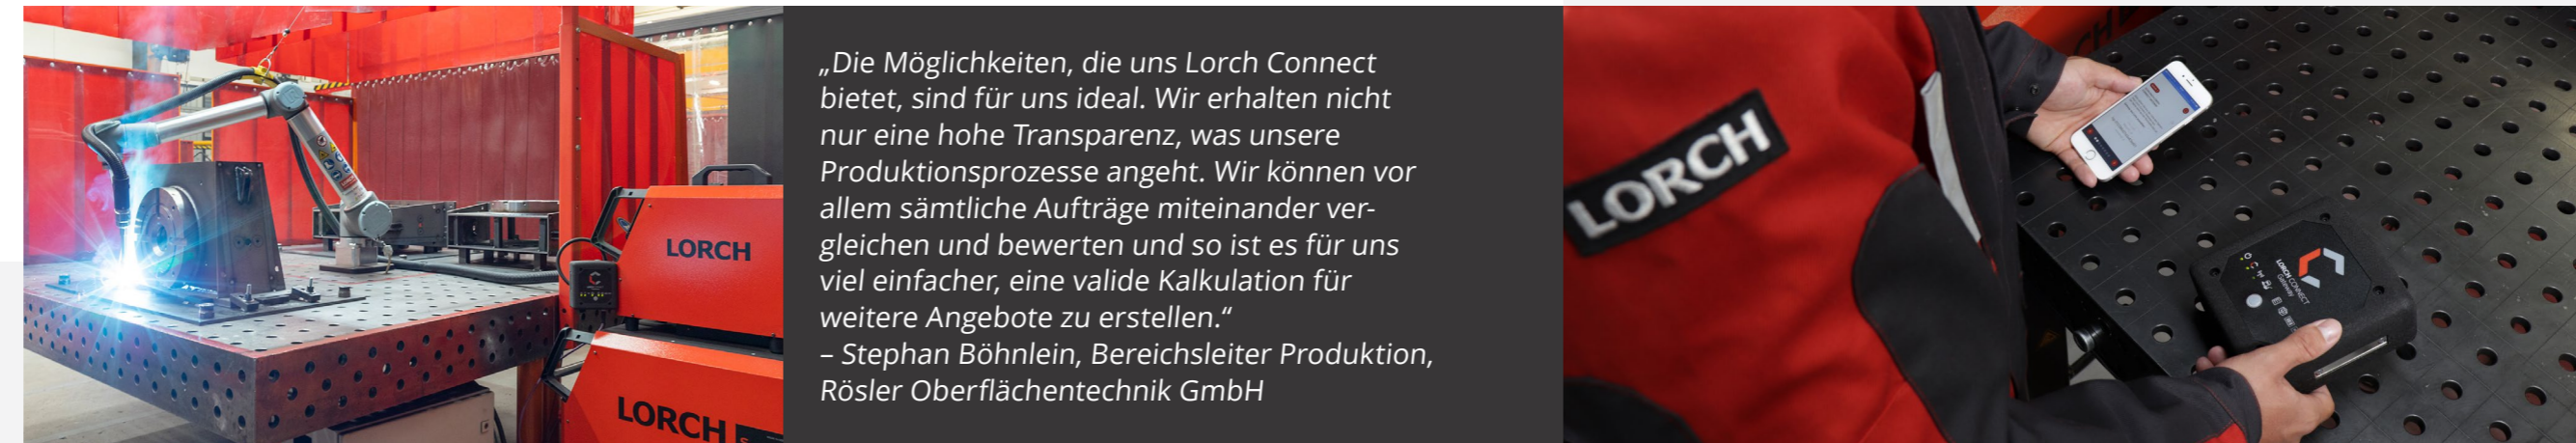 LORCH
LORCH
„Die Möglichkeiten, die uns Lorch Connect
bietet, sind für uns ideal. Wir erhalten nicht
nur eine hohe Transparenz, was unsere
Produktionsprozesse angeht. Wir können vor
allem sämtliche Aufträge miteinander ver-
gleichen und bewerten und so ist es für uns
viel einfacher, eine valide Kalkulation für
weitere Angebote zu erstellen.“
– Stephan Böhnlein, Bereichsleiter Produktion,
Rösler Oberflächentechnik GmbH
LORCH
LORCH CONNECT
Gateway